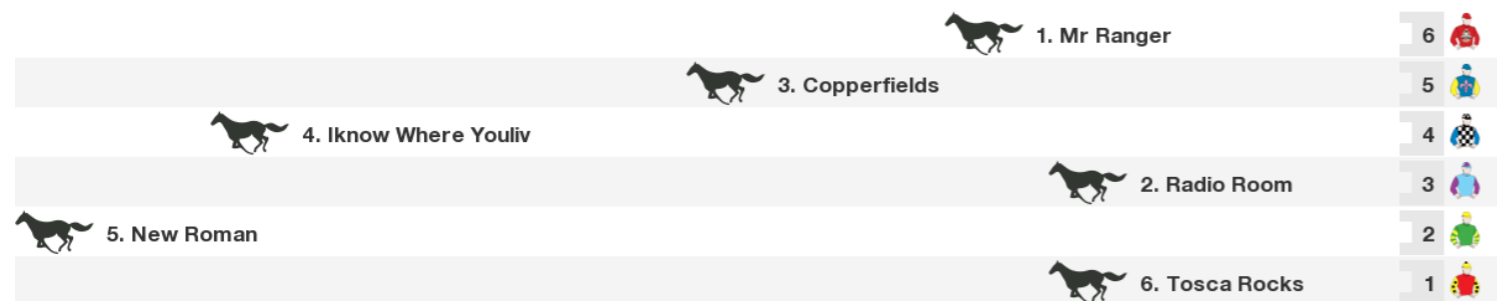 1. Mr Ranger 6
3. Copperfields 5
4. Iknow Where Youliv 4
2. Radio Room 3
5. New Roman 2
6. Tosca Rocks 1